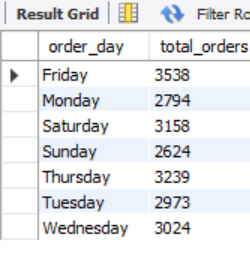 Result Grid Filter Ro
order_day total_orders
Friday 3538
Monday 2794
Saturday 3158
Sunday 2624
Thursday 3239
Tuesday 2973
Wednesday 3024